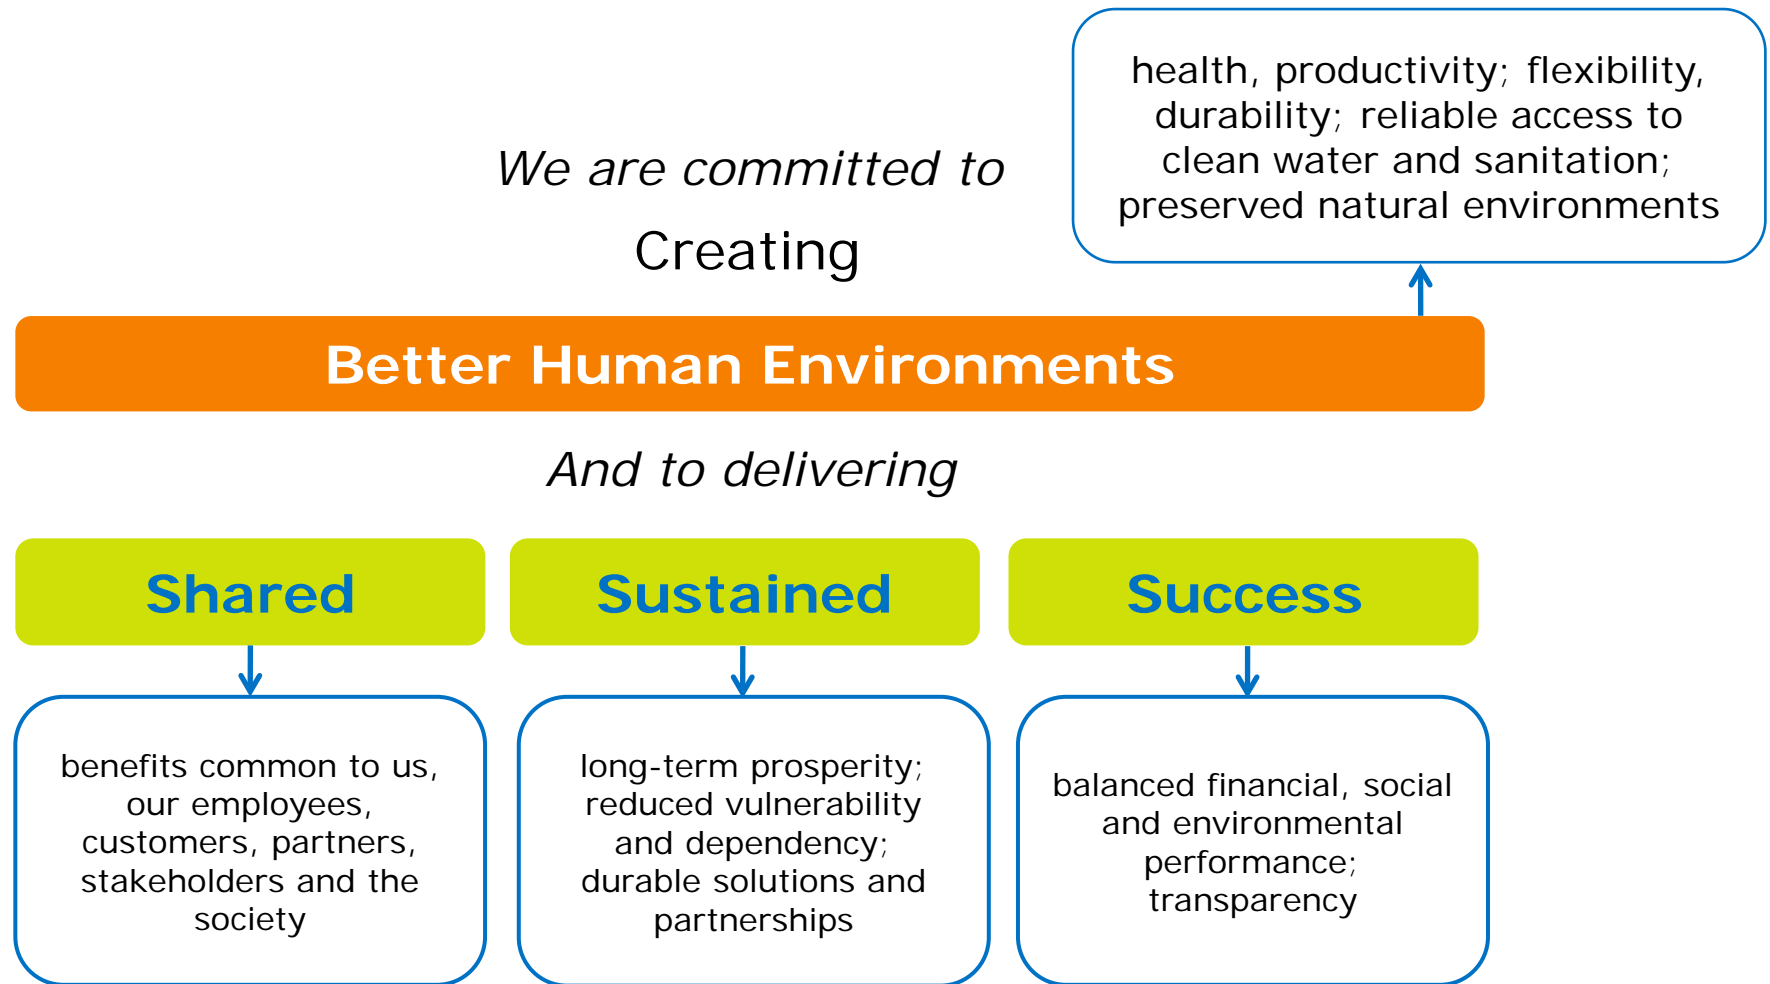 health, productivity; flexibility,
durability; reliable access to
clean water and sanitation;
preserved natural environments
We are committed to
Creating
Better Human Environments
And to delivering
Shared
Sustained
Success
benefits common to us,
our employees,
customers, partners,
stakeholders and the
society
long-term prosperity;
reduced vulnerability
and dependency;
durable solutions and
partnerships
balanced financial, social
and environmental
performance;
transparency